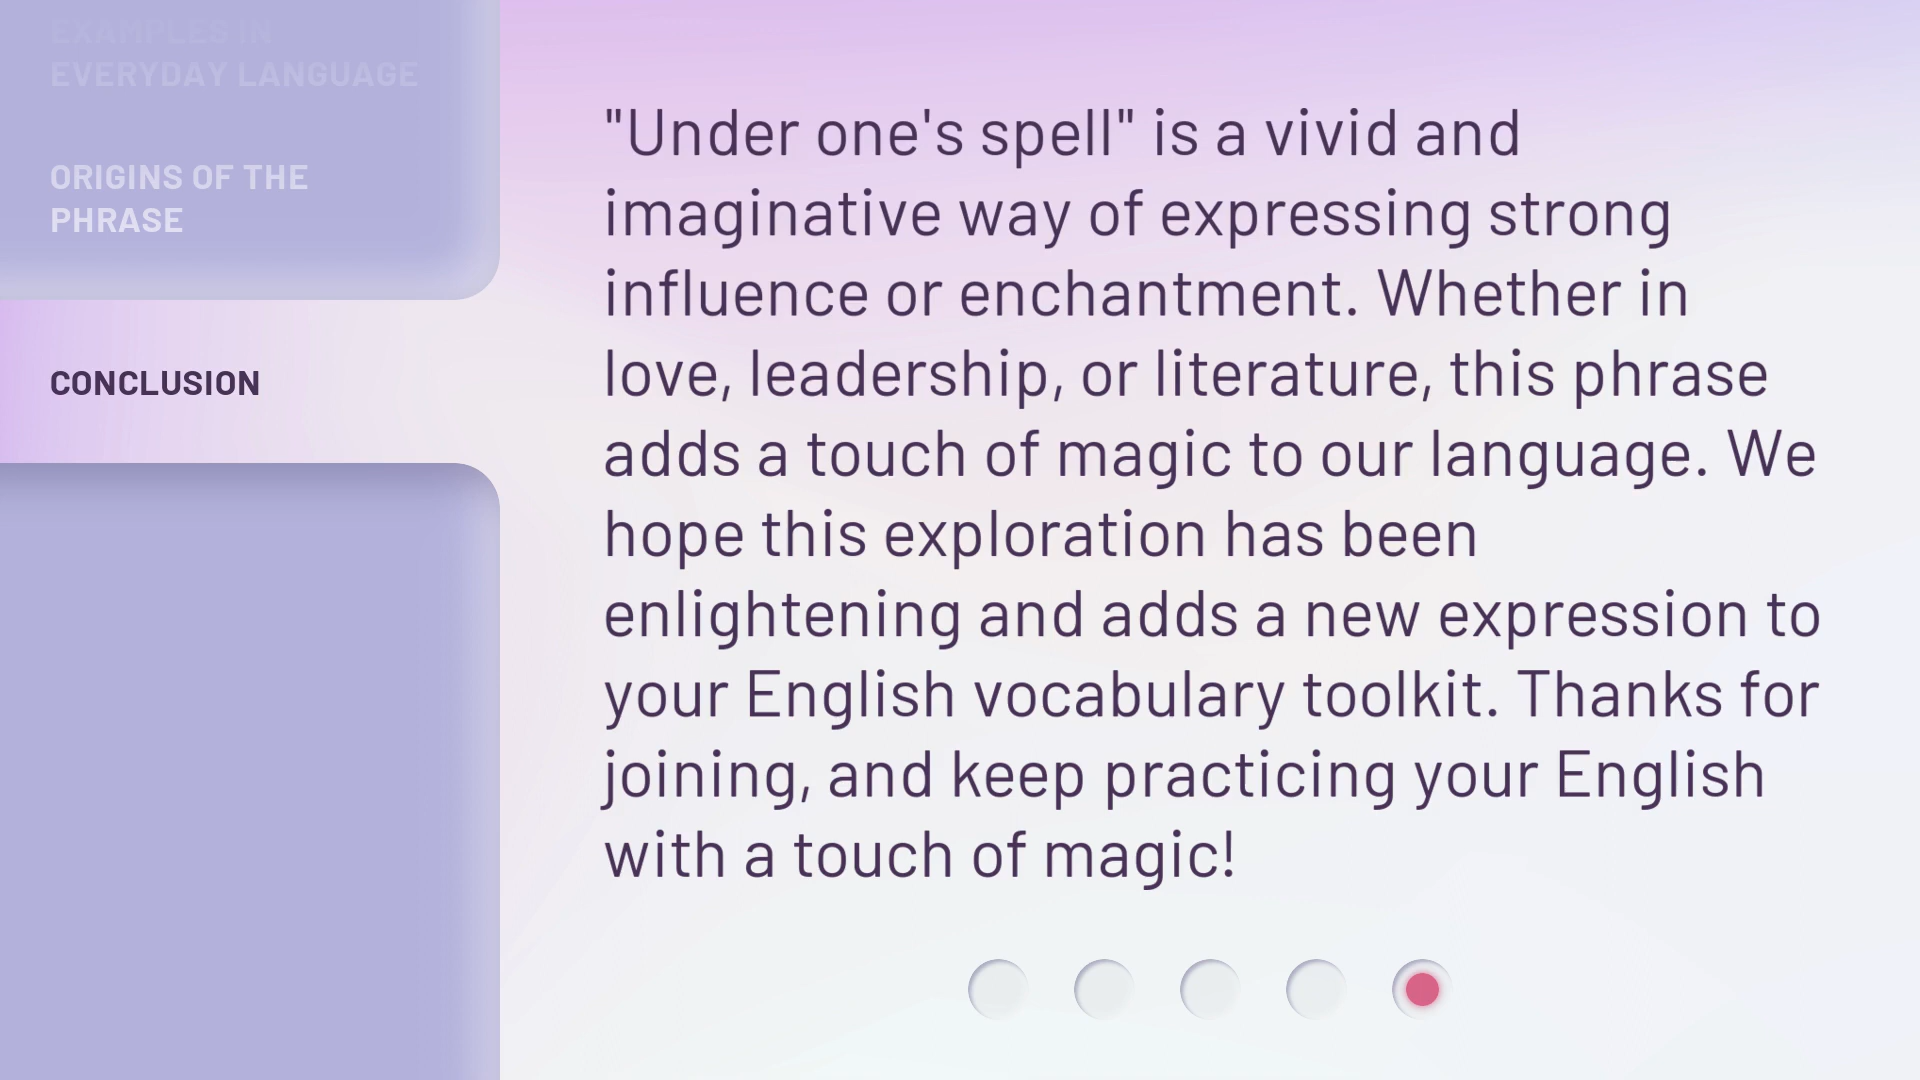 EXAMPLES IN
EVERYDAY LANGUAGE
ORIGINS OF THE
PHRASE
CONCLUSION
"Under one's spell" is a vivid and
imaginative way of expressing strong
influence or enchantment. Whether in
love, leadership, or literature, this phrase
adds a touch of magic to our language. We
hope this exploration has been
enlightening and adds a new expression to
your English vocabulary toolkit. Thanks for
joining, and keep practicing your English
with a touch of magic!